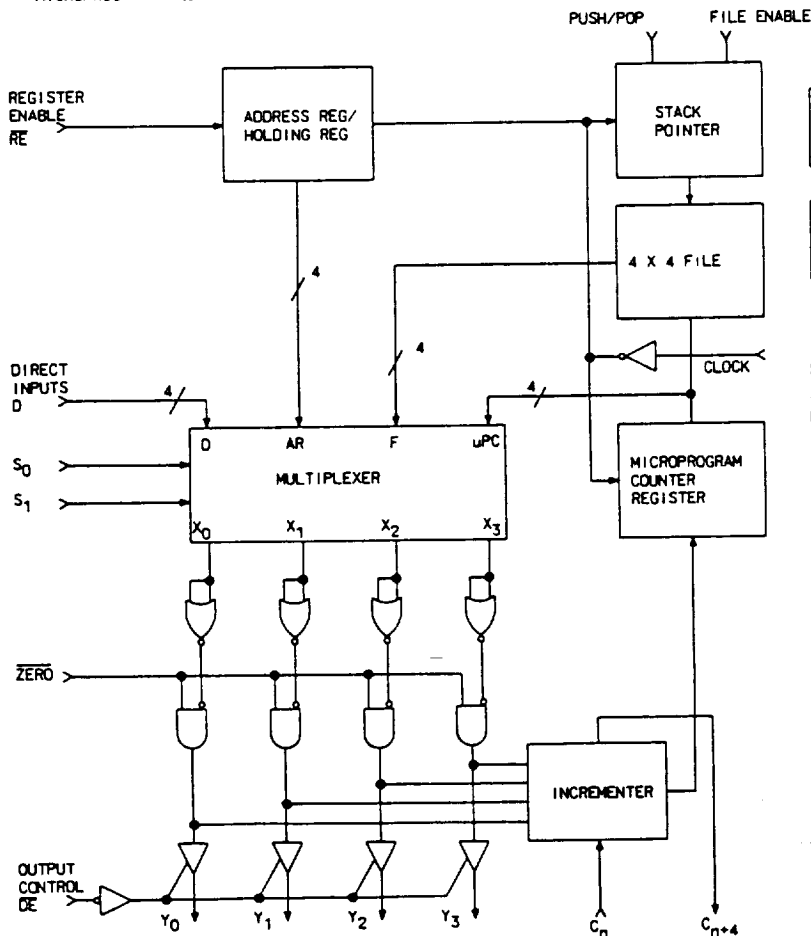 PUSH/POP
FILE ENABLE
REGISTER
ENABLE
RE
ADDRESS REG/
HOLDING REG
STACK
POINTER
4 X 4 FILE
4
4
CLOCK
DIRECT
INPUTS
D
4
4
D AR F uPC
S0
S1
MULTIPLEXER
MICROPROGRAM
COUNTER
REGISTER
X0 X1 X2 X3
ZERO
INCREMENTER
OUTPUT
CONTROL
OE
Y0 Y1 Y2 Y3
Cn
Cn+4